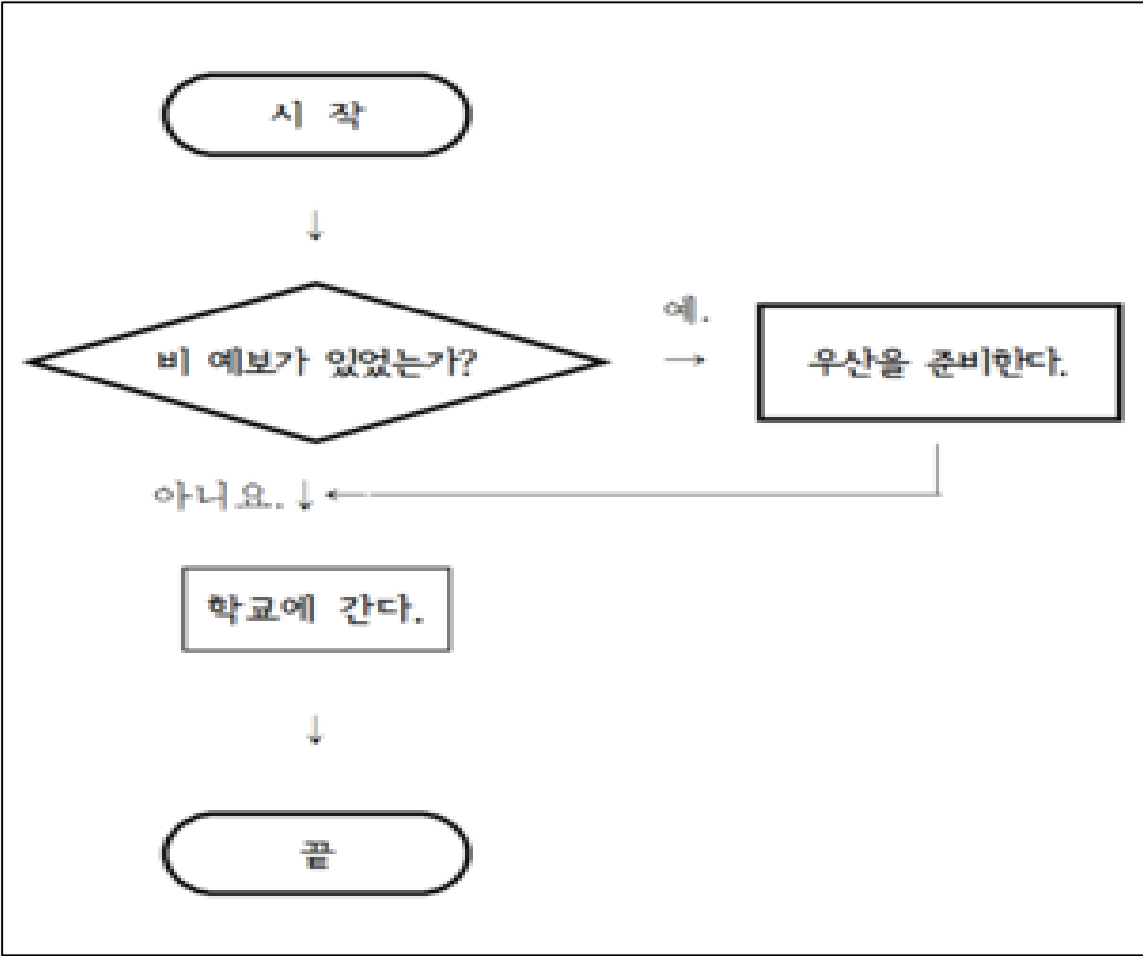 시 작
↓
비 예보가 있었는가?
예.
→
우산을 준비한다.
아니요. ↓ ←
학교에 간다.
↓
끝